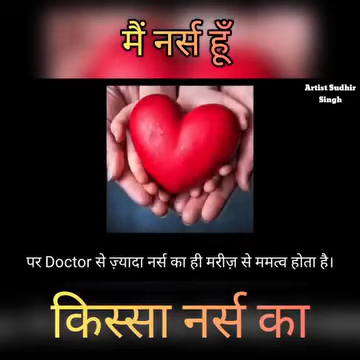 मैं नर्स हूँ
Artist Sudhir
Singh
पर Doctor से ज़्यादा नर्स का ही मरीज़ से ममत्व होता है।
किस्सा नर्स का